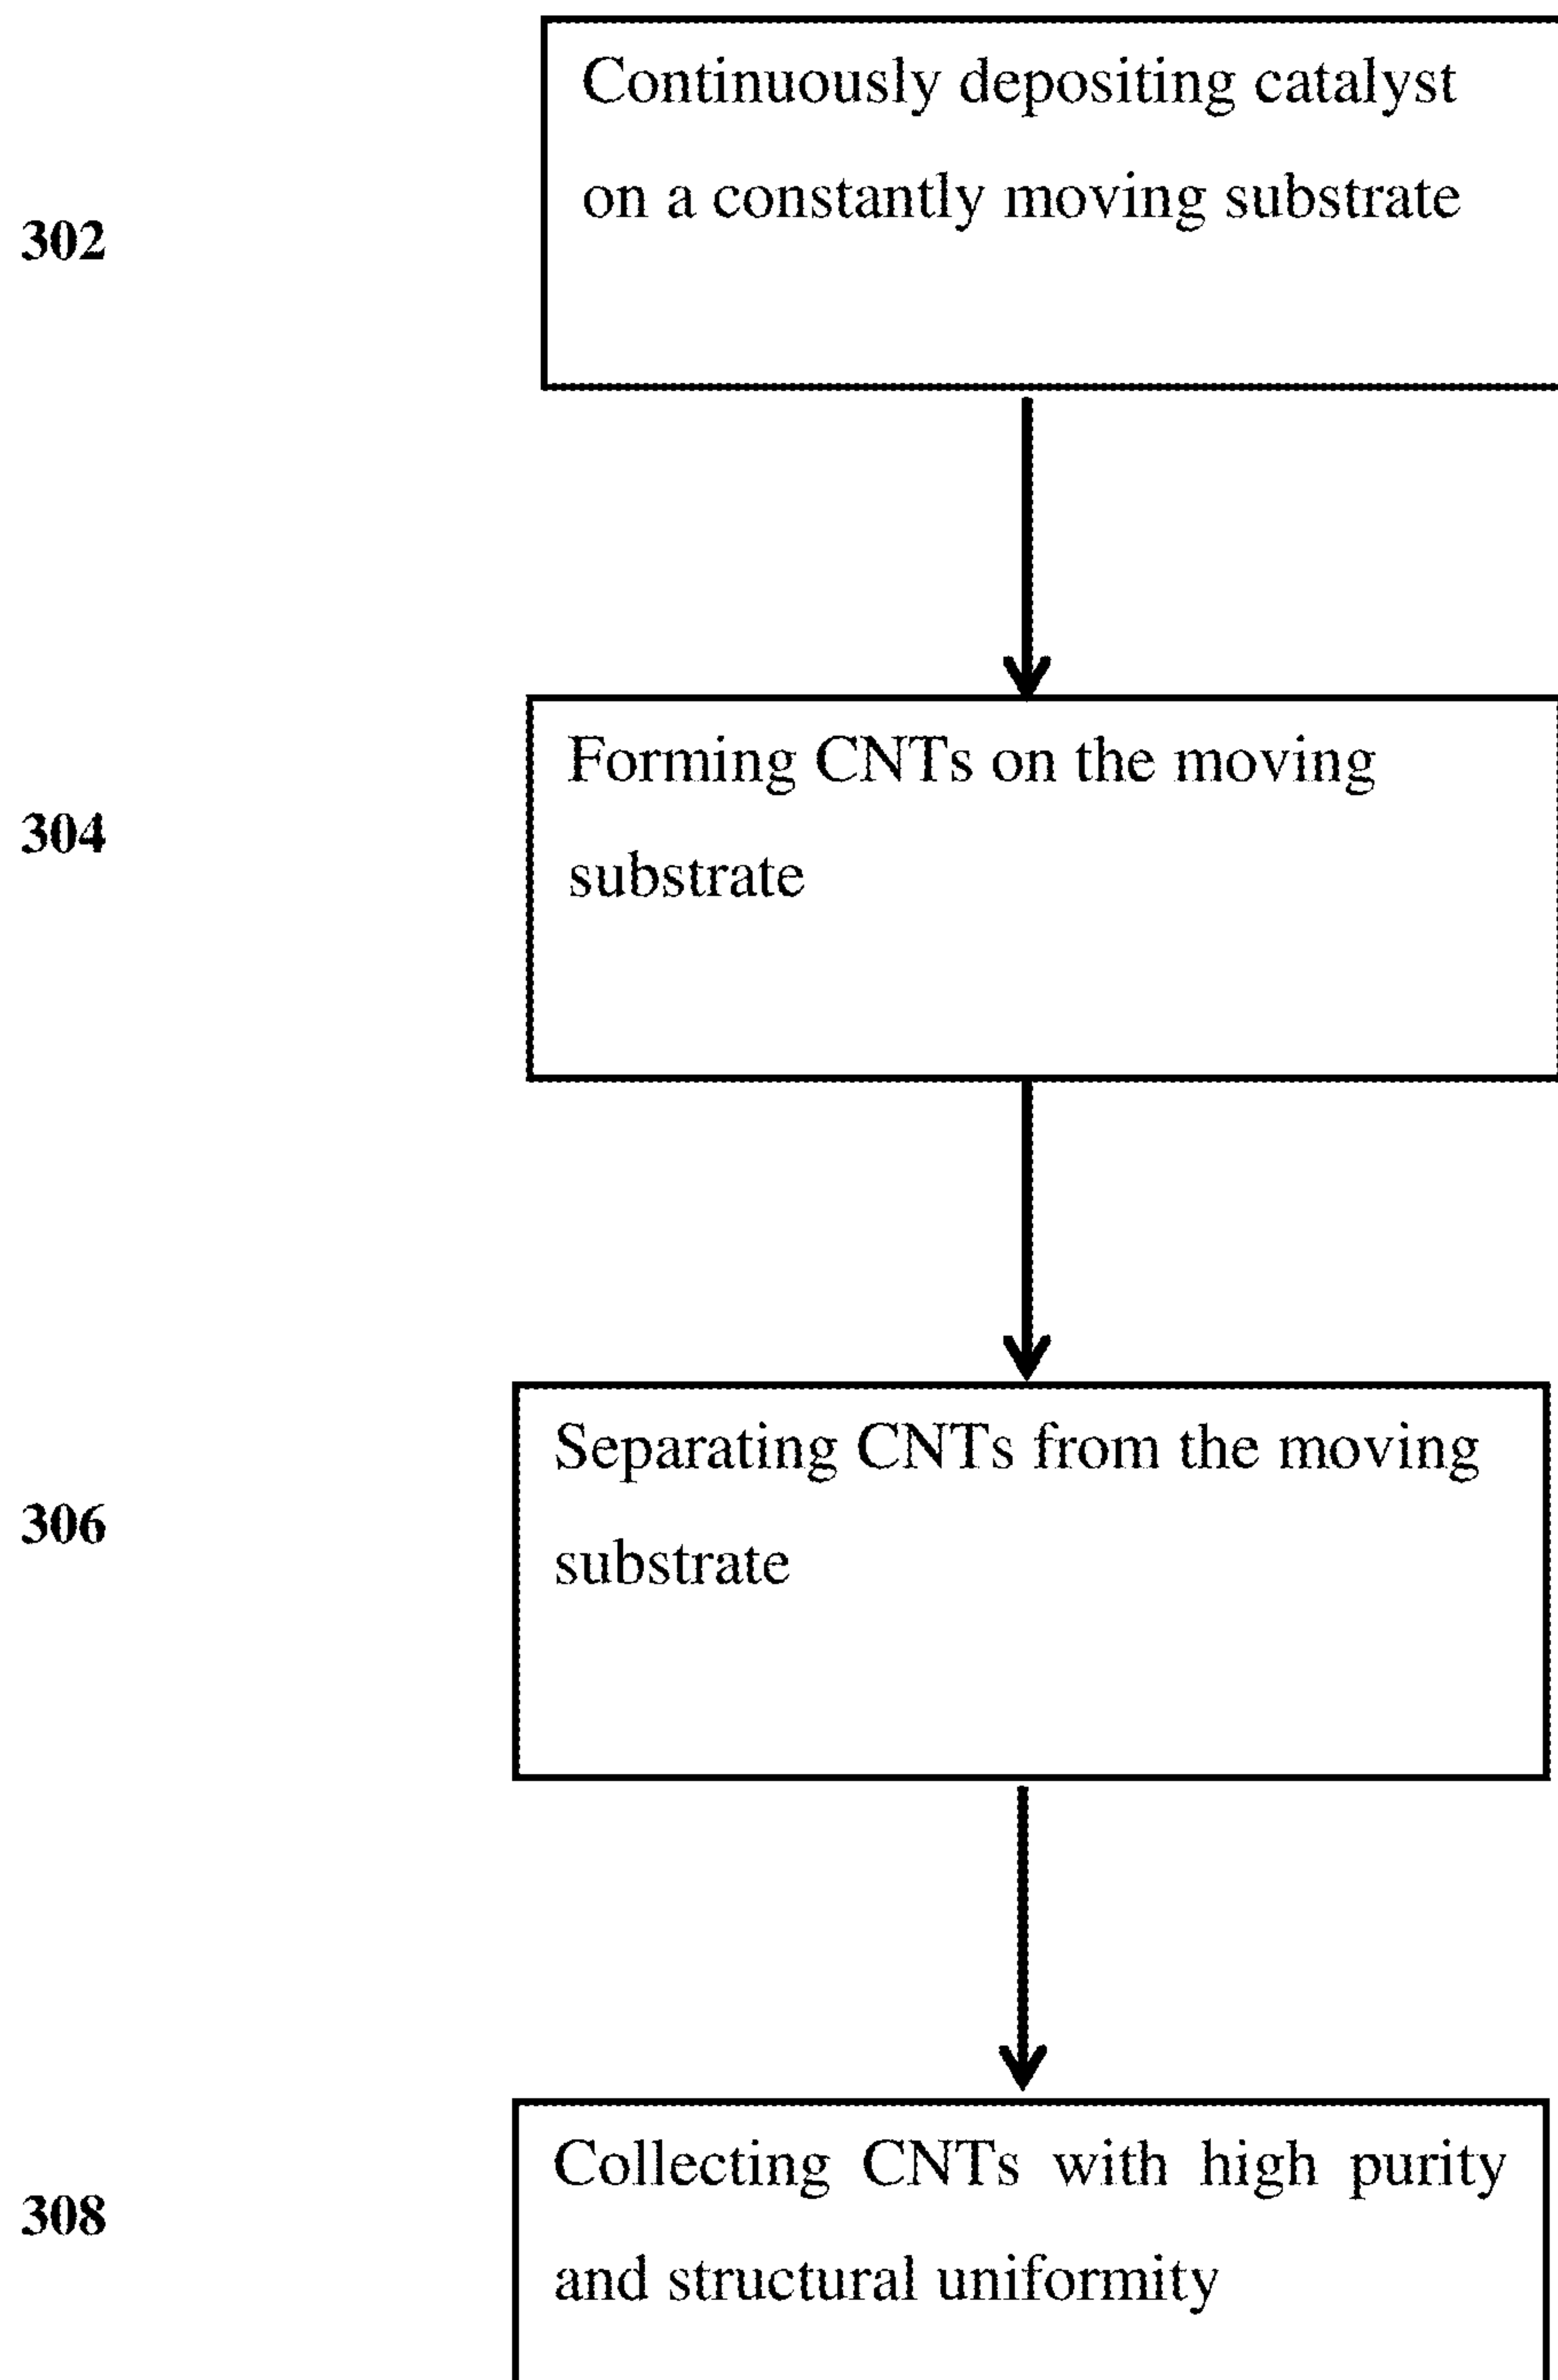 Continuously depositing catalyst
on a constantly moving substrate
302
Forming CNTs on the moving
substrate
304
Separating CNTs from the moving
substrate
306
Collecting CNTs with high purity
and structural uniformity
308